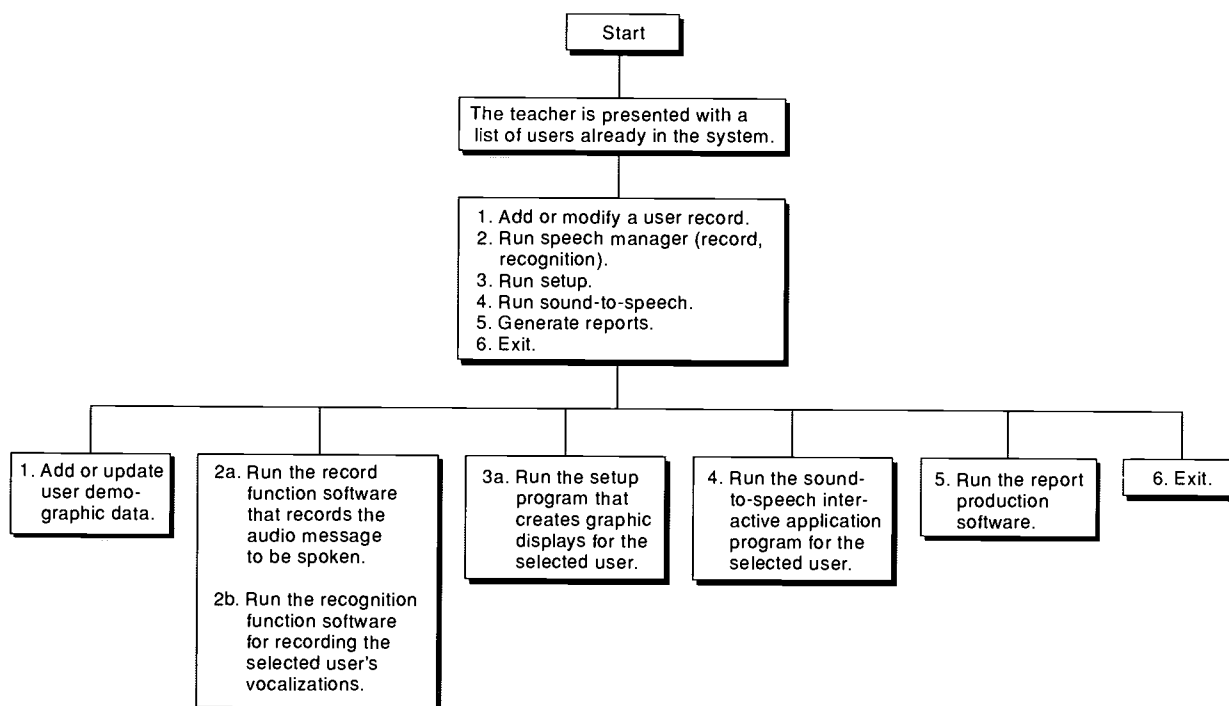 Start
The teacher is presented with a
list of users already in the system.
1. Add or modify a user record.
2. Run speech manager (record,
recognition).
3. Run setup.
4. Run sound-to-speech.
5. Generate reports.
6. Exit.
1. Add or update
user demo-
graphic data.
2a. Run the record
function software
that records the
audio message
to be spoken.
2b. Run the recognition
function software
for recording the
selected user's
vocalizations.
3a. Run the setup
program that
creates graphic
displays for the
selected user.
4. Run the sound-
to-speech inter-
active application
program for the
selected user.
5. Run the report
production
software.
6. Exit.